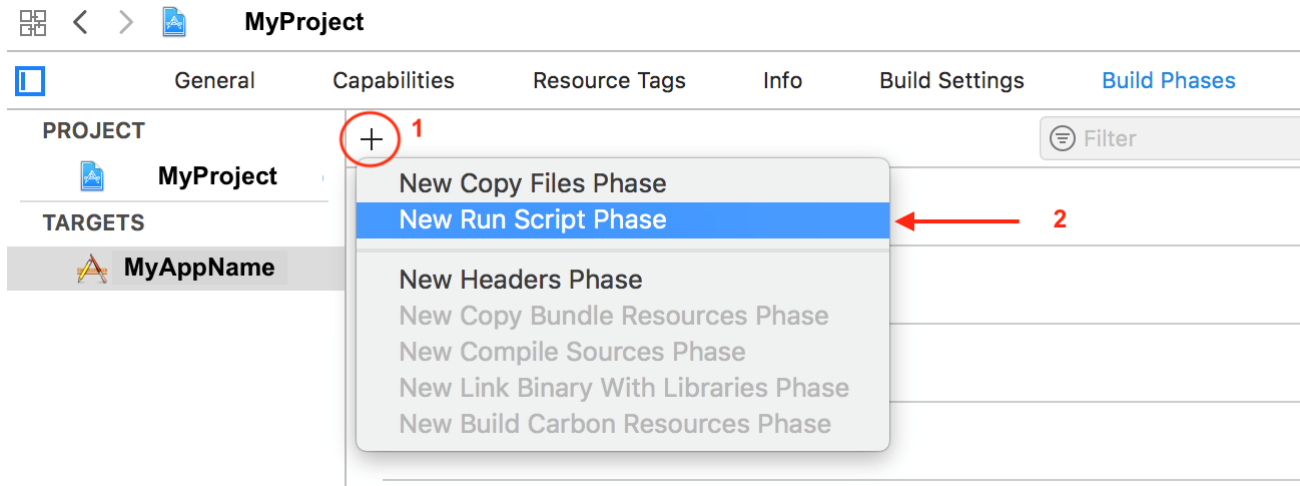 MyProject
General Capabilities Resource Tags Info Build Settings Build Phases
PROJECT
MyProject
TARGETS
MyAppName
1
Filter
New Copy Files Phase
New Run Script Phase
2
New Headers Phase
New Copy Bundle Resources Phase
New Compile Sources Phase
New Link Binary With Libraries Phase
New Build Carbon Resources Phase